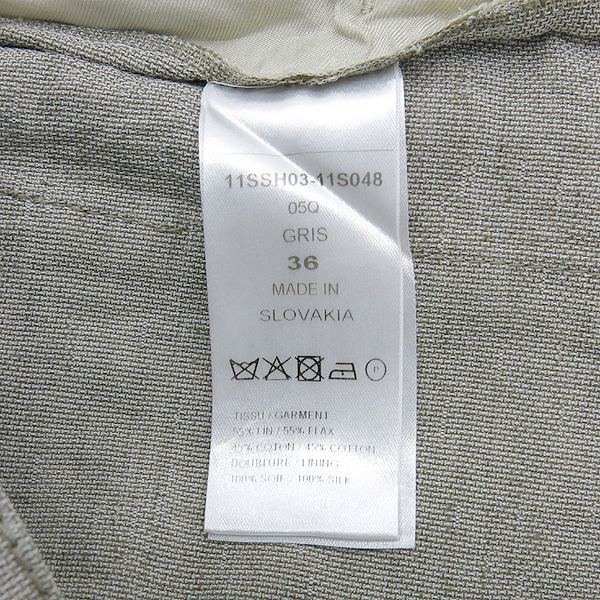 11SSH03-11S048
05Q
GRIS
36
MADE IN
SLOVAKIA
P
TISSU / GARMENT
55% LIN / 55% FLAX
45% COTON / 45% COTTON
DOUBLURE / LINING
100% SOIE / 100% SILK